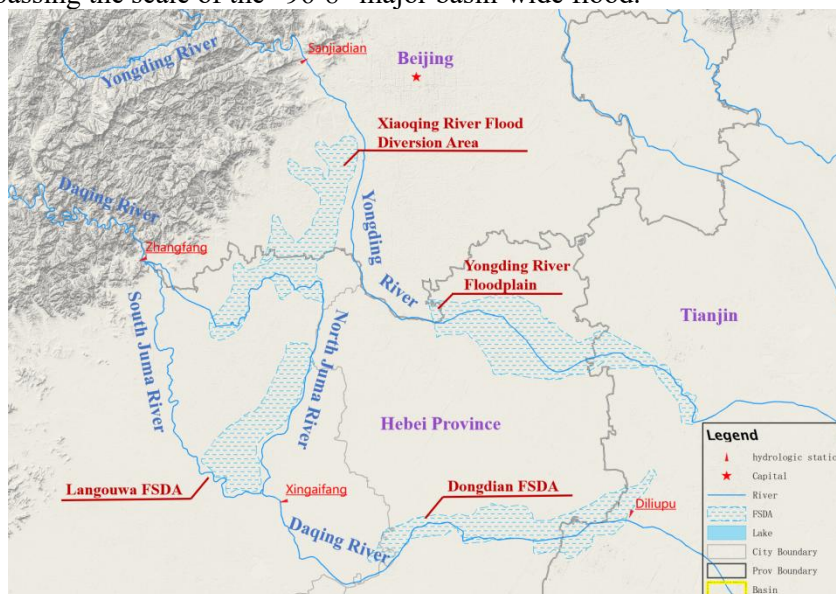 passing the scale of the "96·8" major basin-wide flood.
Yongding River
Sanjiadian
Beijing
Xiaoqing River Flood
Diversion Area
Daqing River
Zhangfang
Yongding
River
Yongding River
Floodplain
Tianjin
South Juma River
North Juma River
Hebei Province
Langouwa FSDA
Xingaifang
Dongdian FSDA
Diliupu
Daqing River
Legend
hydrologic statio
Capital
River
FSDA
Lake
City Boundary
Prov Boundary
Basin